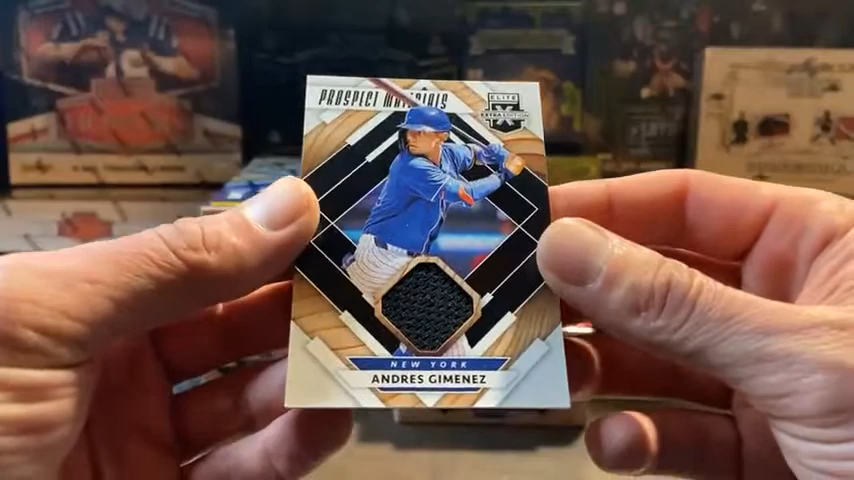 PROSPECT MATERIALS
ELITE
EXTRA EDITION
NEW YORK
ANDRES GIMENEZ